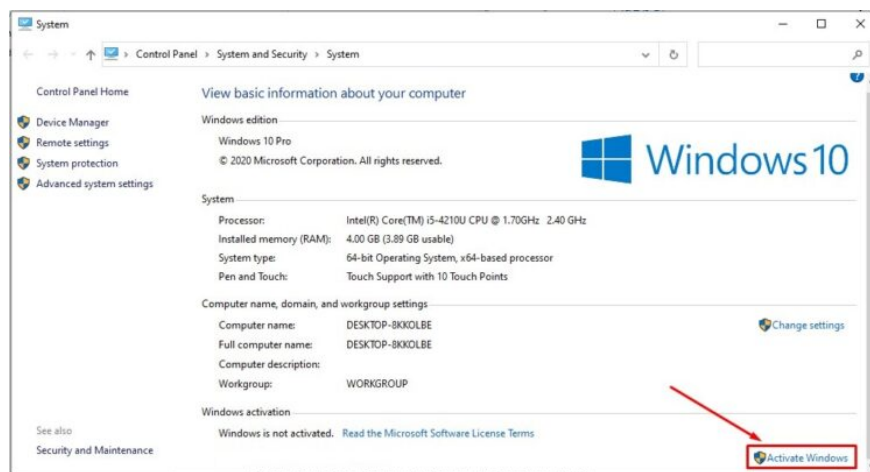 System
Control Panel > System and Security > System
Control Panel Home
Device Manager
Remote settings
System protection
Advanced system settings
View basic information about your computer
Windows edition
Windows 10 Pro
© 2020 Microsoft Corporation. All rights reserved.
Windows 10
System
Processor: Intel(R) Core(TM) i5-4210U CPU @ 1.70GHz 2.40 GHz
Installed memory (RAM): 4.00 GB (3.89 GB usable)
System type: 64-bit Operating System, x64-based processor
Pen and Touch: Touch Support with 10 Touch Points
Computer name, domain, and workgroup settings
Computer name: DESKTOP-8KKOLBE
Change settings
Full computer name: DESKTOP-8KKOLBE
Computer description:
Workgroup: WORKGROUP
Windows activation
Windows is not activated. Read the Microsoft Software License Terms
Activate Windows
See also
Security and Maintenance